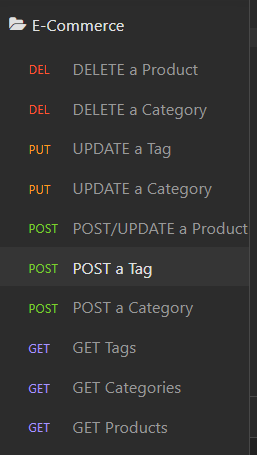 E-Commerce
DEL DELETE a Product
DEL DELETE a Category
PUT UPDATE a Tag
PUT UPDATE a Category
POST POST/UPDATE a Product
POST POST a Tag
POST POST a Category
GET GET Tags
GET GET Categories
GET GET Products